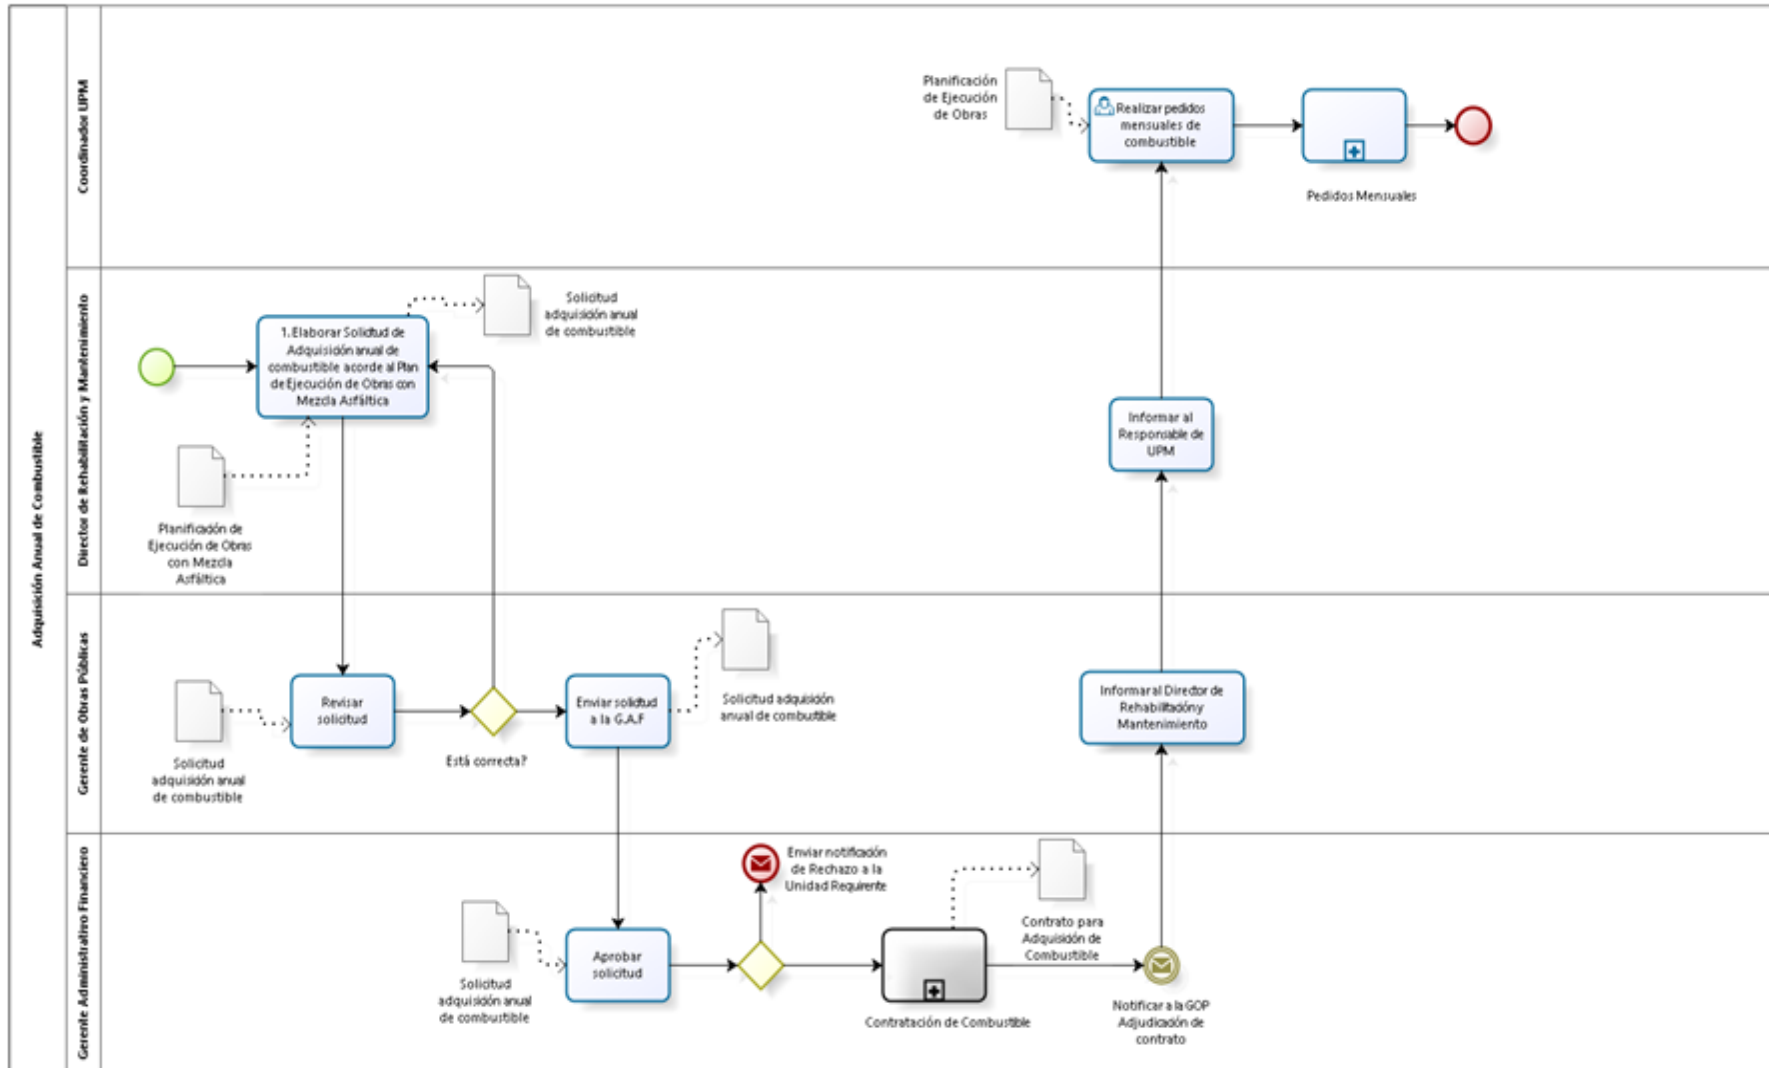 Adquisición Anual de Combustible
Coordinador UPM
Planificación
de Ejecución
de Obras
Realizar pedidos
mensuales de
combustible
Pedidos Mensuales
Director de Rehabilitación y Mantenimiento
1. Elaborar Solicitud de
Adquisición anual de
combustible acorde al Plan
de Ejecución de Obras con
Mezcla Asfáltica
Solicitud
adquisición anual
de combustible
Planificación de
Ejecución de Obras
con Mezcla
Asfáltica
Informar al
Responsable de
UPM
Gerente de Obras Públicas
Solicitud
adquisición anual
de combustible
Revisar
solicitud
Está correcta?
Enviar solicitud
a la G.A.F
Solicitud adquisición
anual de combustible
Informar al Director de
Rehabilitación y
Mantenimiento
Gerente Administrativo Financiero
Solicitud
adquisición anual
de combustible
Aprobar
solicitud
Enviar notificación
de Rechazo a la
Unidad Requirente
Contratación de Combustible
Contrato para
Adquisición de
Combustible
Notificar a la GOP
Adjudicación de
contrato